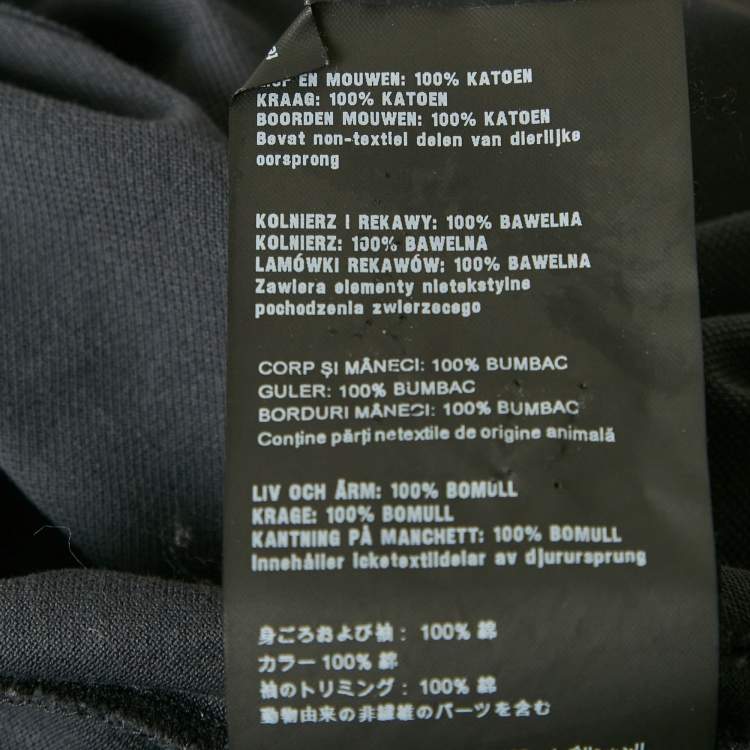 EN MOUWEN: 100% KATOEN
KRAAG: 100% KATOEN
BOORDEN MOUWEN: 100% KATOEN
Bevat non-textiel delen van dierlijke
oorsprong
KOLNIERZ I REKAWY: 100% BAWELNA
KOLNIERZ: 100% BAWELNA
LAMÓWKI REKAWÓW: 100% BAWELNA
Zawiera elementy nietekstylne
pochodzenia zwierzecego
CORP ȘI MÂNECI: 100% BUMBAC
GULER: 100% BUMBAC
BORDURI MÂNECI: 100% BUMBAC
Conține părți netextile de origine animală
LIV OCH ÄRM: 100% BOMULL
KRAGE: 100% BOMULL
KANTNING PÅ MANCHETT: 100% BOMULL
Innehåller icketextildelar av djurursprung
身ごろおよび袖： 100% 綿
カラー 100% 綿
袖のトリミング： 100% 綿
動物由来の非繊維のパーツを含む